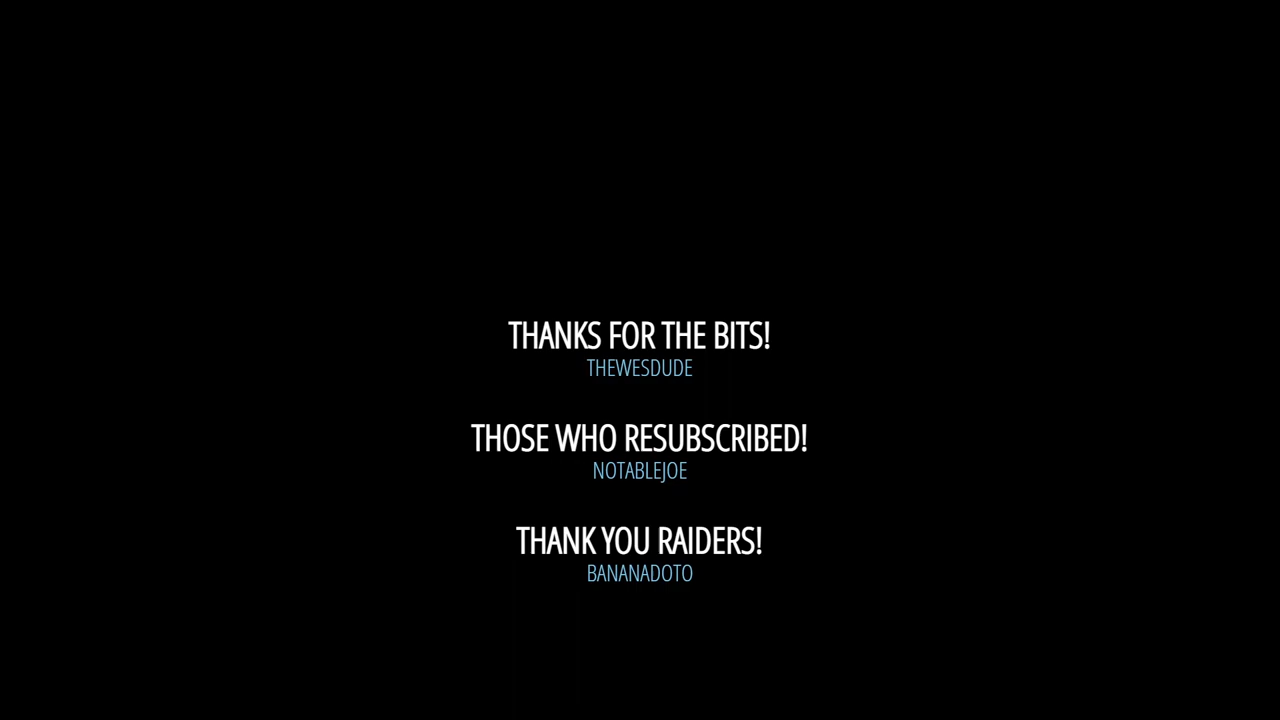 THANKS FOR THE BITS!
THEWESDUDE
THOSE WHO RESUBSCRIBED!
NOTABLEJOE
THANK YOU RAIDERS!
BANANADOTO